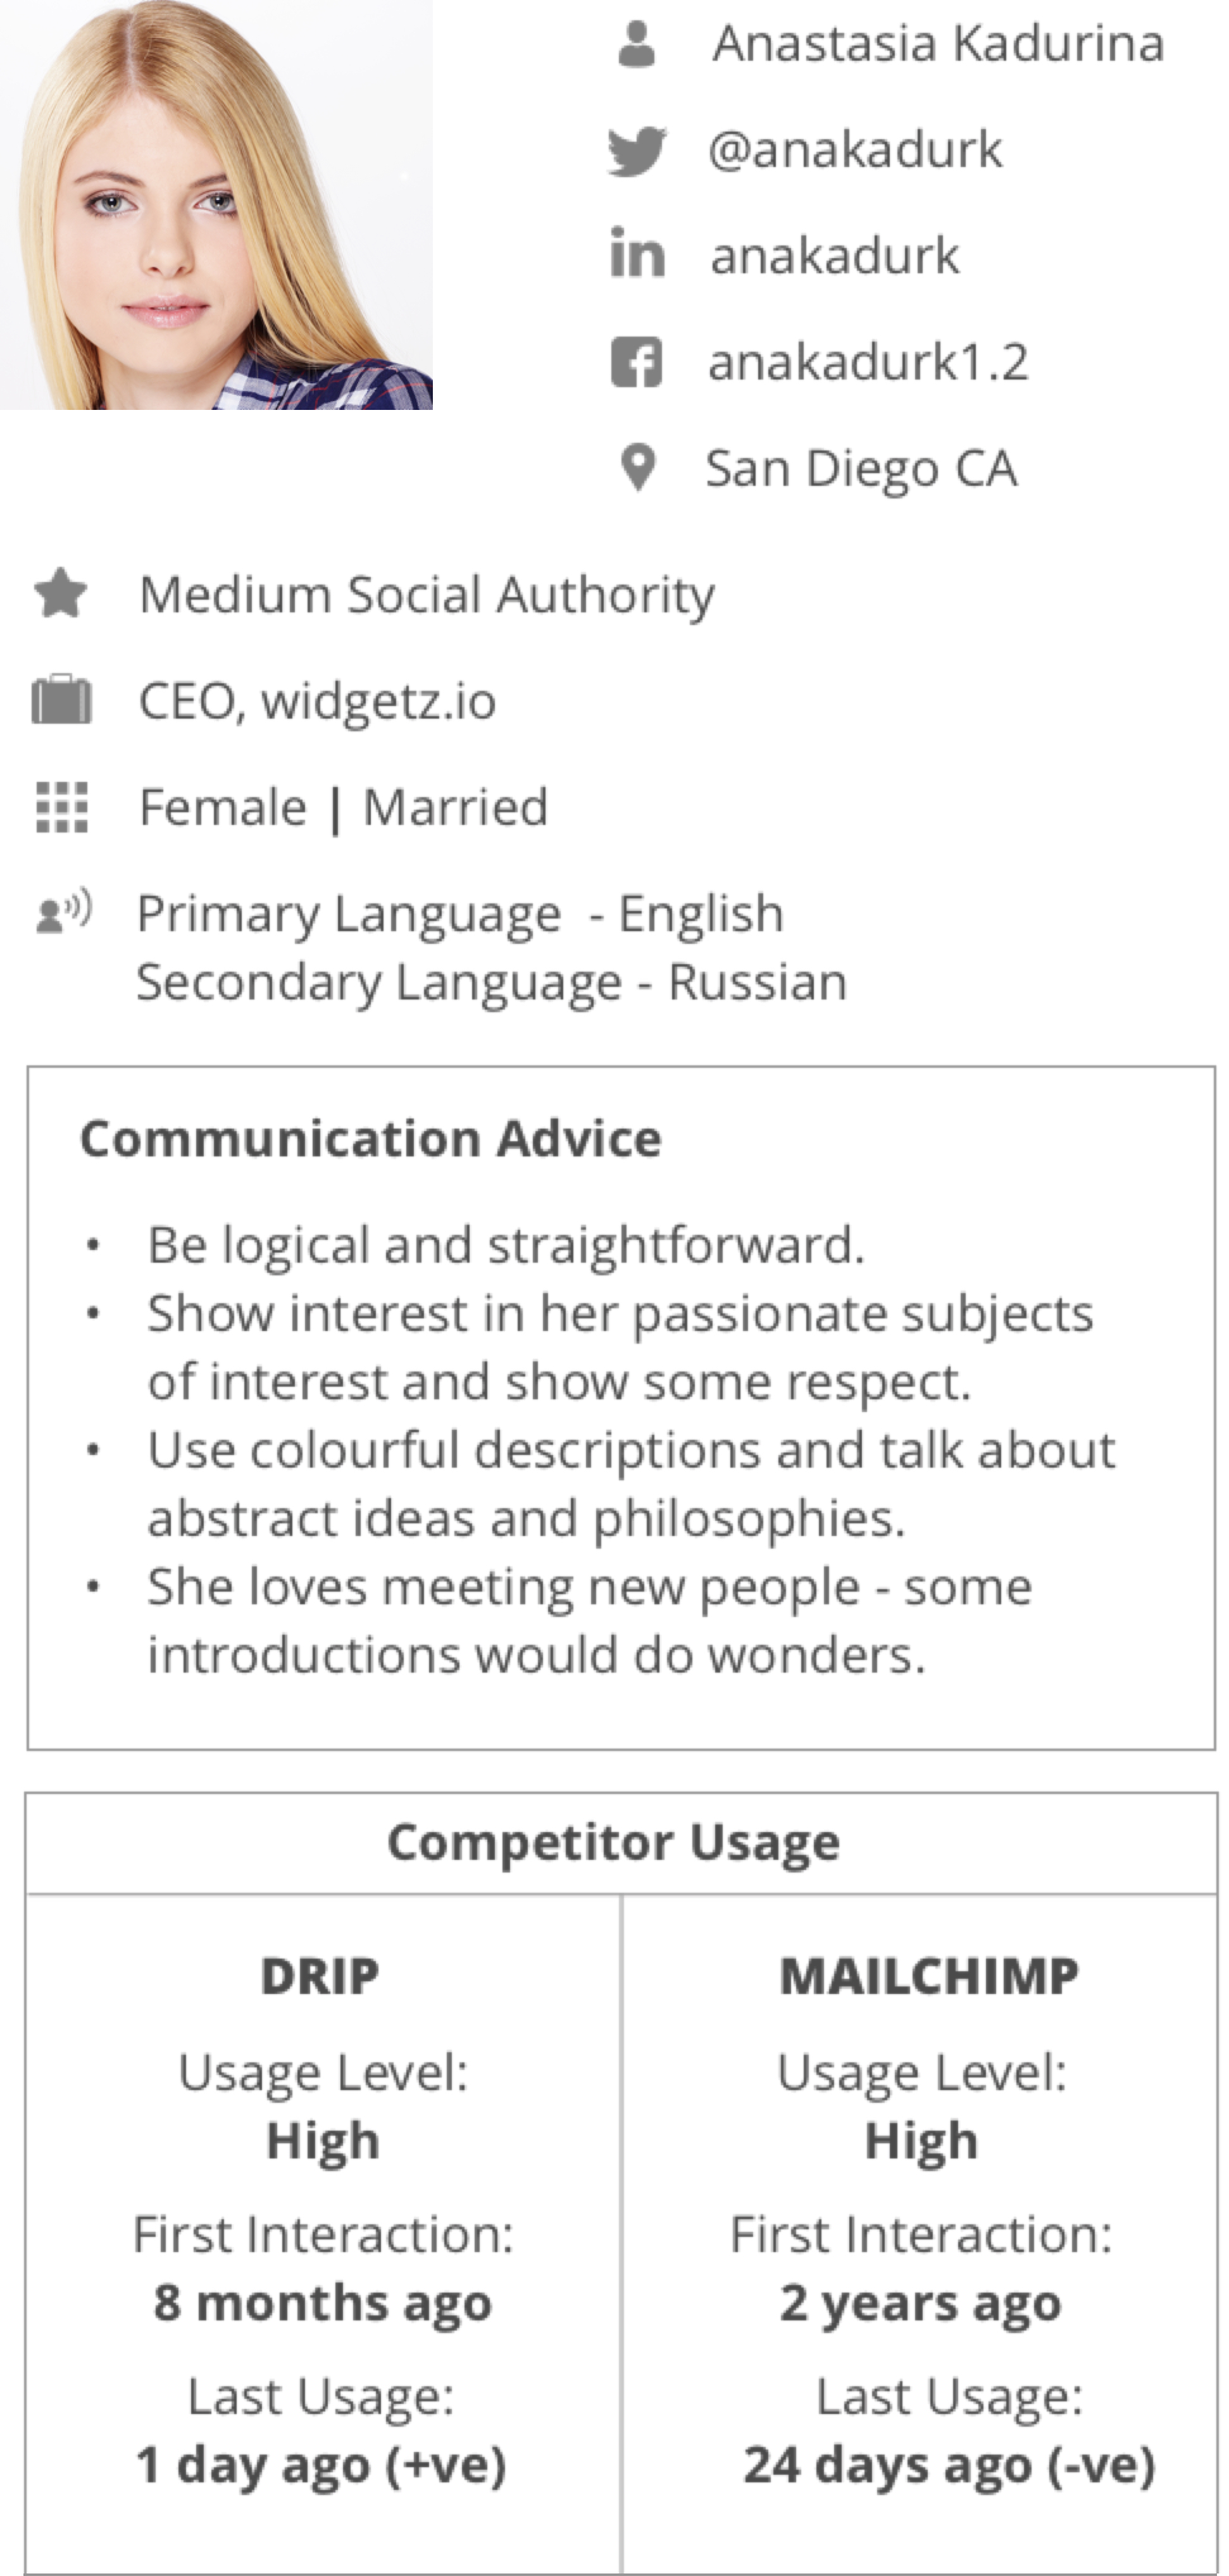 Anastasia Kadurina
@anakadurk
in anakadurk
f anakadurk1.2
San Diego CA
Medium Social Authority
CEO, widgetz.io
Female | Married
Primary Language - English
Secondary Language - Russian
Communication Advice
• Be logical and straightforward.
• Show interest in her passionate subjects
of interest and show some respect.
• Use colourful descriptions and talk about
abstract ideas and philosophies.
• She loves meeting new people - some
introductions would do wonders.
Competitor Usage
DRIP
Usage Level:
High
First Interaction:
8 months ago
Last Usage:
1 day ago (+ve)
MAILCHIMP
Usage Level:
High
First Interaction:
2 years ago
Last Usage:
24 days ago (-ve)